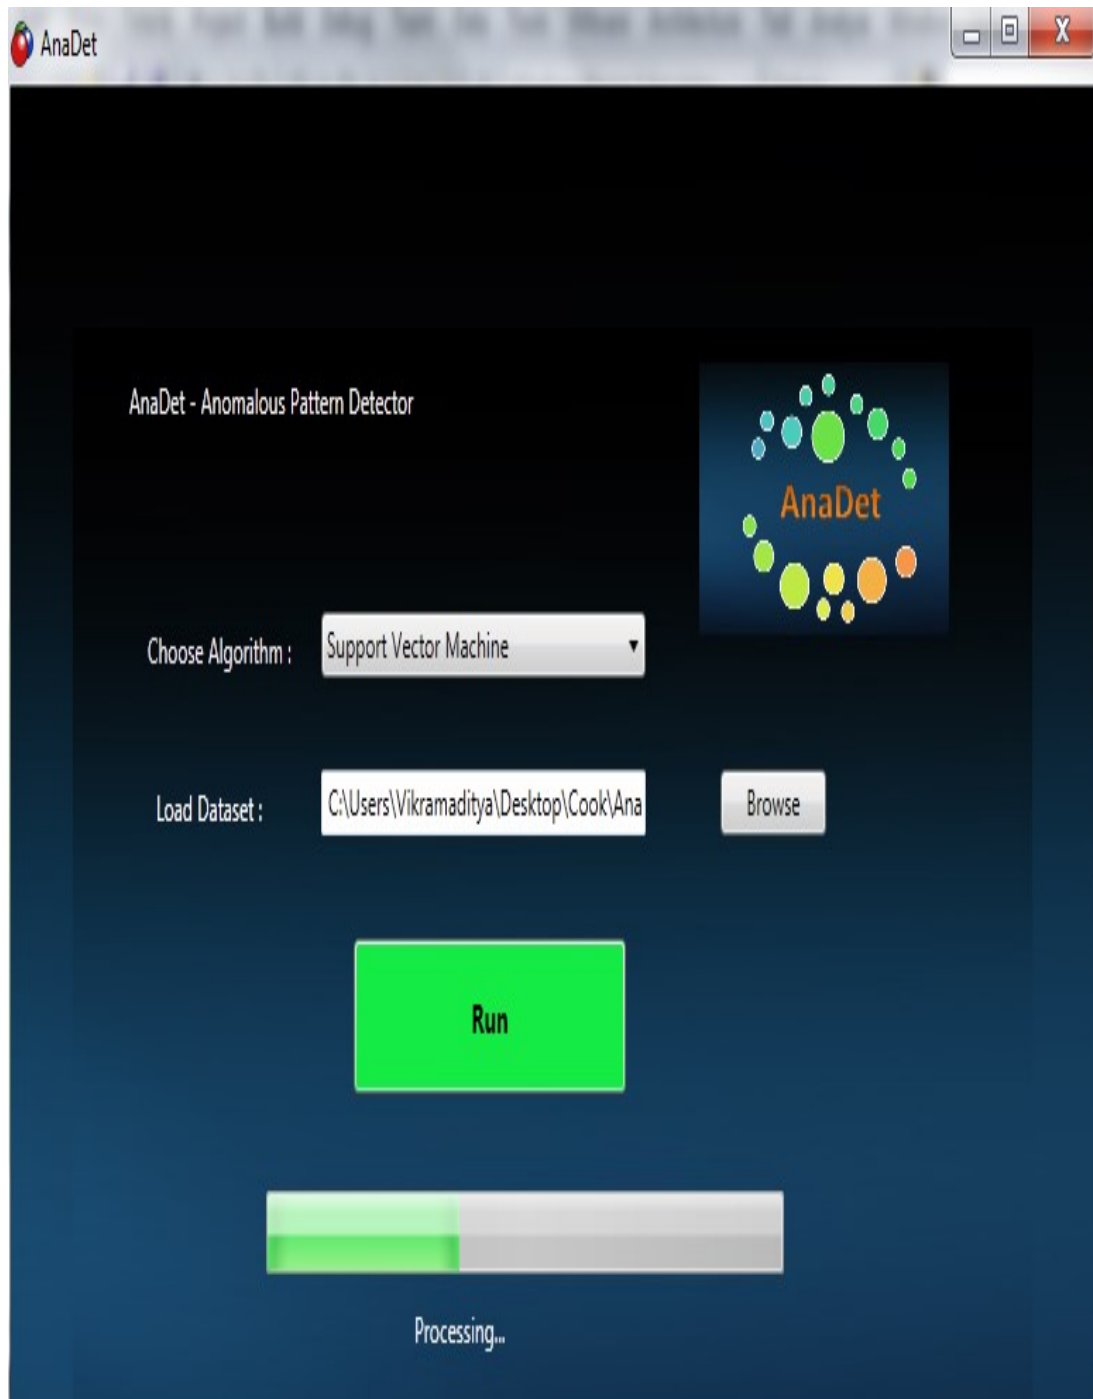 AnaDet
AnaDet - Anomalous Pattern Detector
AnaDet
Choose Algorithm :
Support Vector Machine
Load Dataset :
C:\Users\Vikramaditya\Desktop\Cook\Ana
Browse
Run
Processing...